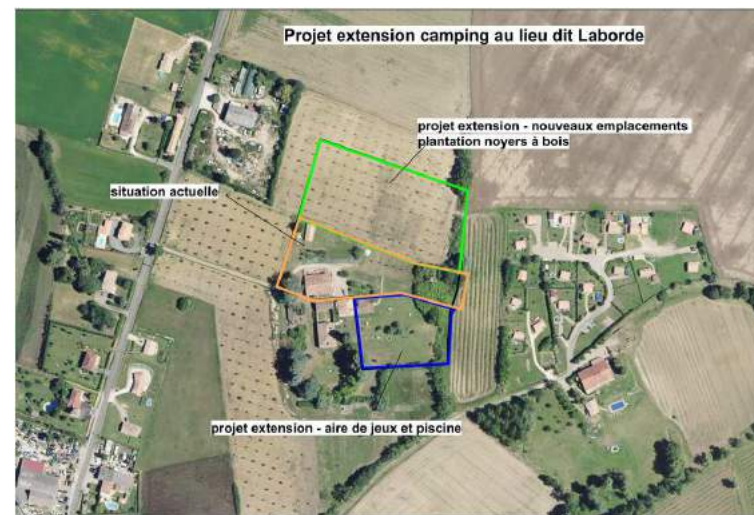 Projet extension camping au lieu dit Laborde
projet extension - nouveaux emplacements
plantation noyers à bois
situation actuelle
projet extension - aire de jeux et piscine